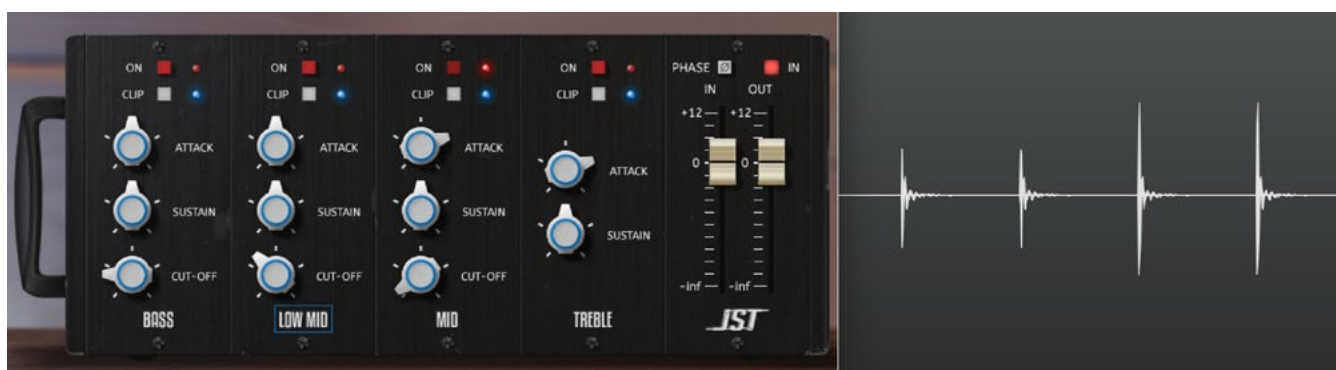 ON
CLIP
ATTACK
SUSTAIN
CUT-OFF
BASS
ON
CLIP
ATTACK
SUSTAIN
CUT-OFF
LOW MID
ON
CLIP
ATTACK
SUSTAIN
CUT-OFF
MID
ON
CLIP
ATTACK
SUSTAIN
TREBLE
PHASE Ø IN
IN OUT
+12 +12
0 0
-inf -inf
JST